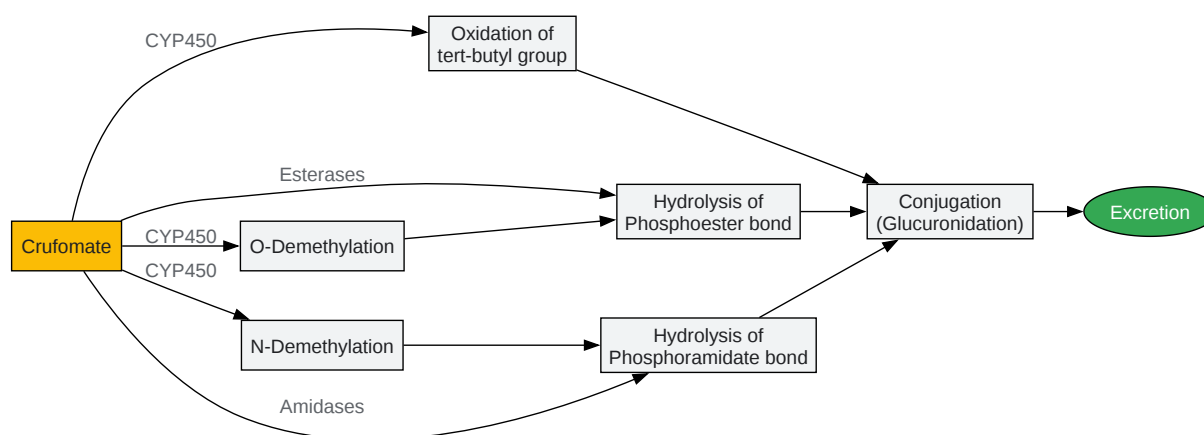 CYP450
Oxidation of
tert-butyl group
Esterases
Hydrolysis of
Phosphoester bond
Conjugation
(Glucuronidation)
Excretion
Crufomate
CYP450
O-Demethylation
CYP450
N-Demethylation
Hydrolysis of
Phosphoramidate bond
Amidases